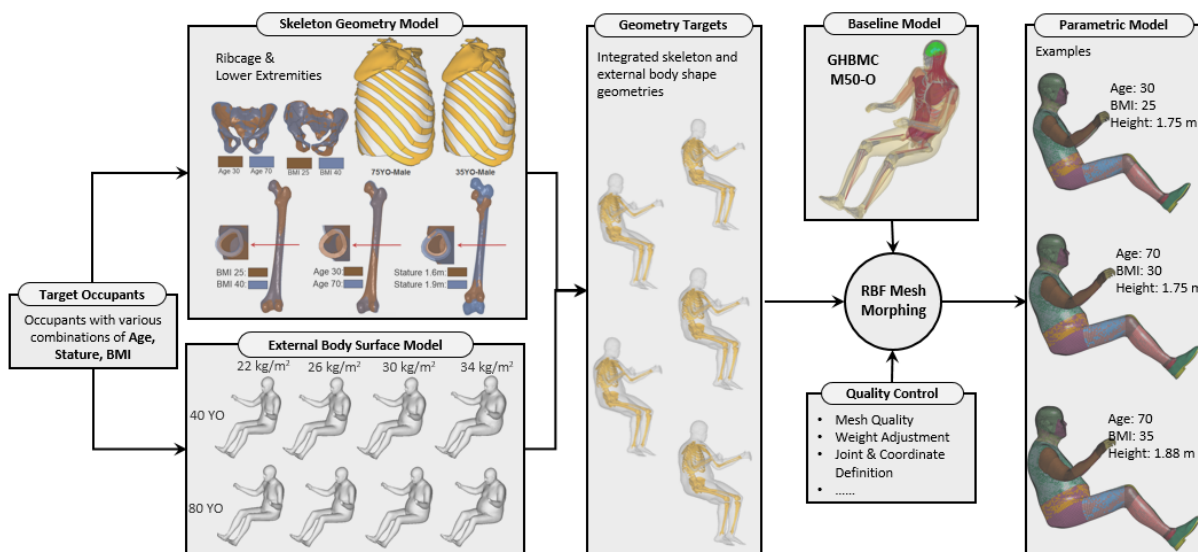 Target Occupants
Occupants with various
combinations of Age,
Stature, BMI
Skeleton Geometry Model
Ribcage &
Lower Extremities
Age 30 Age 70
BMI 25 BMI 40
75YO-Male
35YO-Male
BMI 25:
BMI 40:
Age 30:
Age 70:
Stature 1.6m:
Stature 1.9m:
External Body Surface Model
22 kg/m² 26 kg/m² 30 kg/m² 34 kg/m²
40 YO
80 YO
Geometry Targets
Integrated skeleton and
external body shape
geometries
Baseline Model
GHBMC
M50-O
RBF Mesh
Morphing
Quality Control
• Mesh Quality
• Weight Adjustment
• Joint & Coordinate
Definition
• ......
Parametric Model
Examples
Age: 30
BMI: 25
Height: 1.75 m
Age: 70
BMI: 30
Height: 1.75 m
Age: 70
BMI: 35
Height: 1.88 m